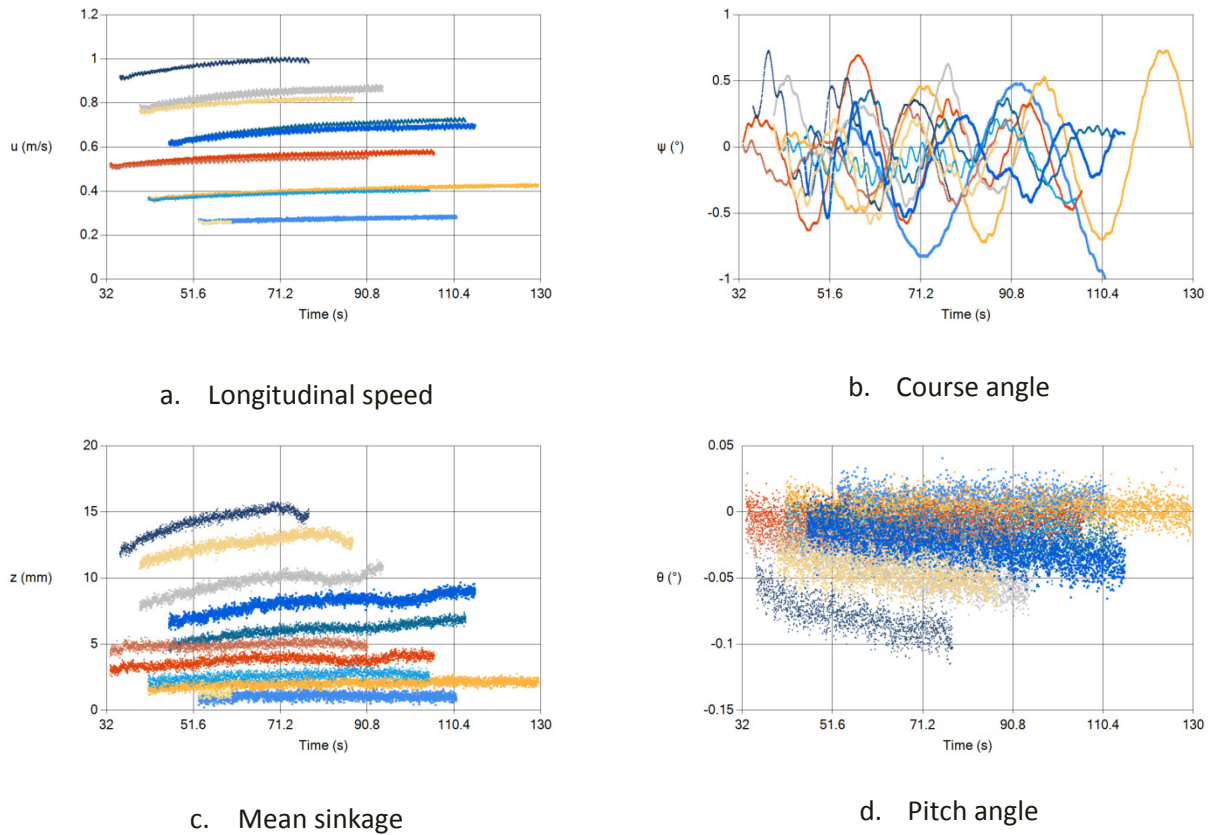 1.2
1
0.8
u (m/s) 0.6
0.4
0.2
0
32 51.6 71.2 90.8 110.4 130
Time (s)
a. Longitudinal speed
1
0.5
ψ (°) 0
-0.5
-1
32 51.6 71.2 90.8 110.4 130
Time (s)
b. Course angle
20
15
z (mm) 10
5
0
32 51.6 71.2 90.8 110.4 130
Time (s)
c. Mean sinkage
0.05
0
θ (°) -0.05
-0.1
-0.15
32 51.6 71.2 90.8 110.4 130
Time (s)
d. Pitch angle